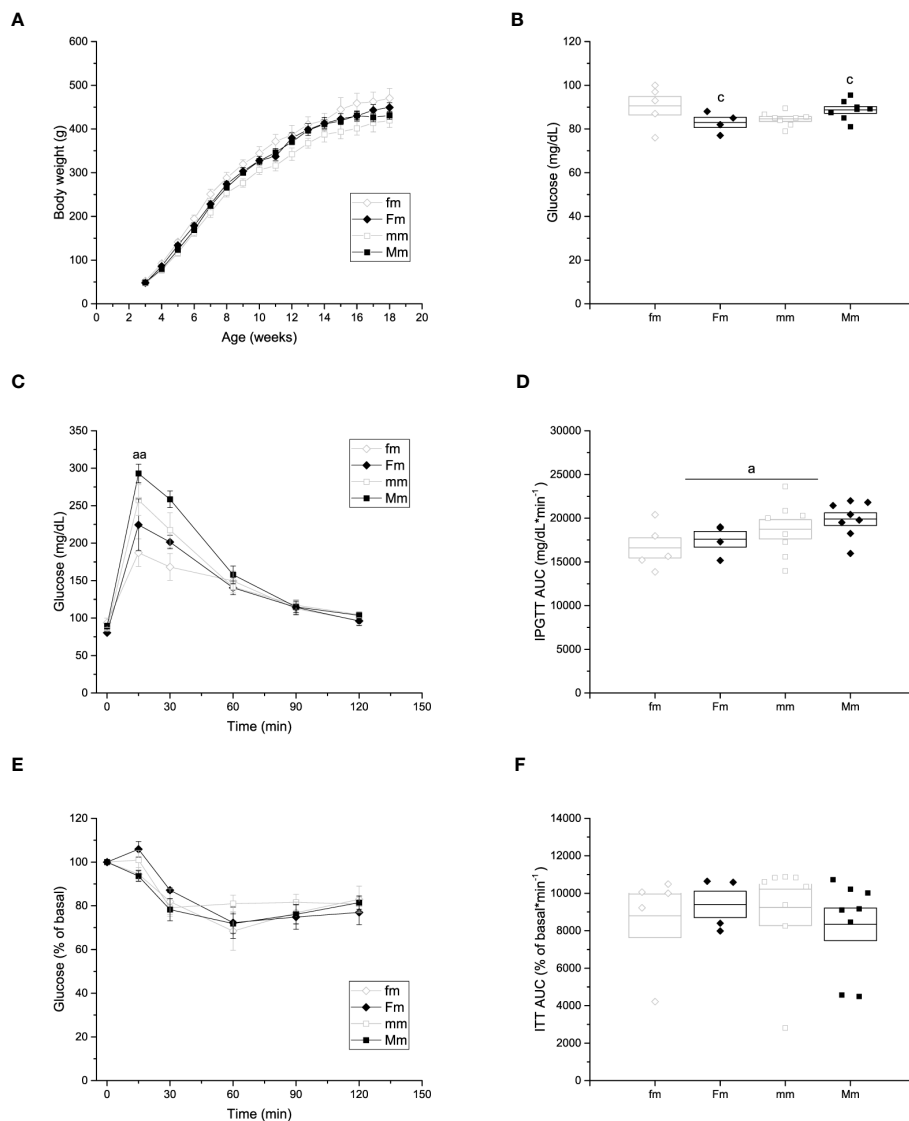 A
B
600
500
400
300
200
100
0
Body weight (g)
0 2 4 6 8 10 12 14 16 18 20
Age (weeks)
fm
Fm
mm
Mm
120
100
80
60
40
20
0
Glucose (mg/dL)
c
c
fm Fm mm Mm
C
D
350
300
250
200
150
100
50
0
Glucose (mg/dL)
aa
0 30 60 90 120 150
Time (min)
fm
Fm
mm
Mm
30000
25000
20000
15000
10000
5000
0
IPGTT AUC (mg/dL*min⁻¹)
a
fm Fm mm Mm
E
F
120
100
80
60
40
20
0
Glucose (% of basal)
0 30 60 90 120 150
Time (min)
fm
Fm
mm
Mm
14000
12000
10000
8000
6000
4000
2000
0
ITT AUC (% of basal*min⁻¹)
fm Fm mm Mm